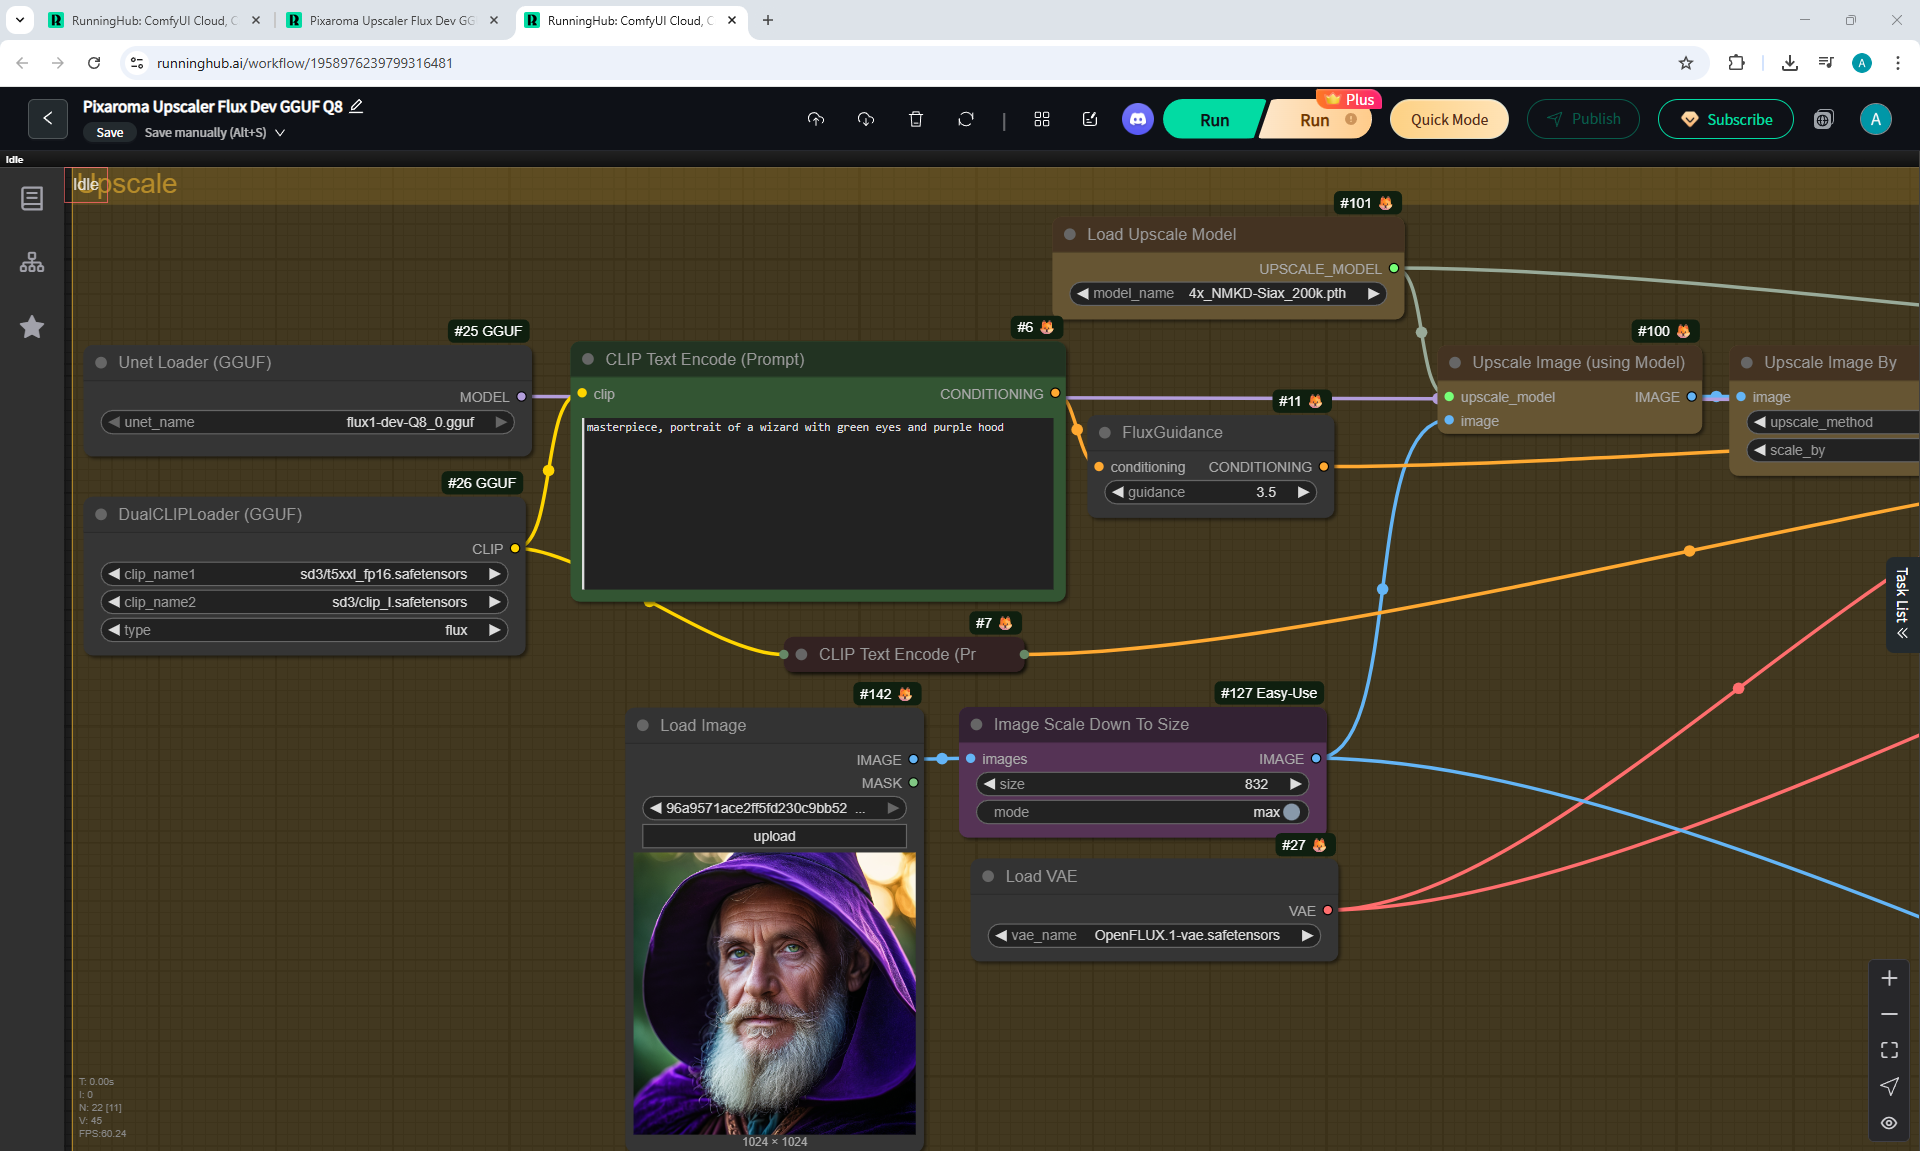 RunningHub: ComfyUI Cloud, C
Pixaroma Upscaler Flux Dev GG
RunningHub: ComfyUI Cloud, C
runninghub.ai/workflow/1958976239799316481
A
Pixaroma Upscaler Flux Dev GGUF Q8
Save
Save manually (Alt+S)
Run
Run
Plus
Quick Mode
Publish
Subscribe
A
Idle
Idle
Upscale
#101
Load Upscale Model
UPSCALE_MODEL
model_name 4x_NMKD-Siax_200k.pth
#25 GGUF
Unet Loader (GGUF)
MODEL
unet_name flux1-dev-Q8_0.gguf
#6
CLIP Text Encode (Prompt)
clip CONDITIONING
masterpiece, portrait of a wizard with green eyes and purple hood
#100
Upscale Image (using Model)
upscale_model IMAGE
image
Upscale Image By
image
upscale_method
scale_by
#11
FluxGuidance
conditioning CONDITIONING
guidance 3.5
#26 GGUF
DualCLIPLoader (GGUF)
CLIP
clip_name1 sd3/t5xxl_fp16.safetensors
clip_name2 sd3/clip_l.safetensors
type flux
#7
CLIP Text Encode (Pr
Task List
#142
Load Image
IMAGE
MASK
96a9571ace2ff5fd230c9bb52 ...
upload
1024 × 1024
#127 Easy-Use
Image Scale Down To Size
images IMAGE
size 832
mode max
#27
Load VAE
VAE
vae_name OpenFLUX.1-vae.safetensors
T: 0.00s
I: 0
N: 22 [11]
V: 45
FPS:60.24